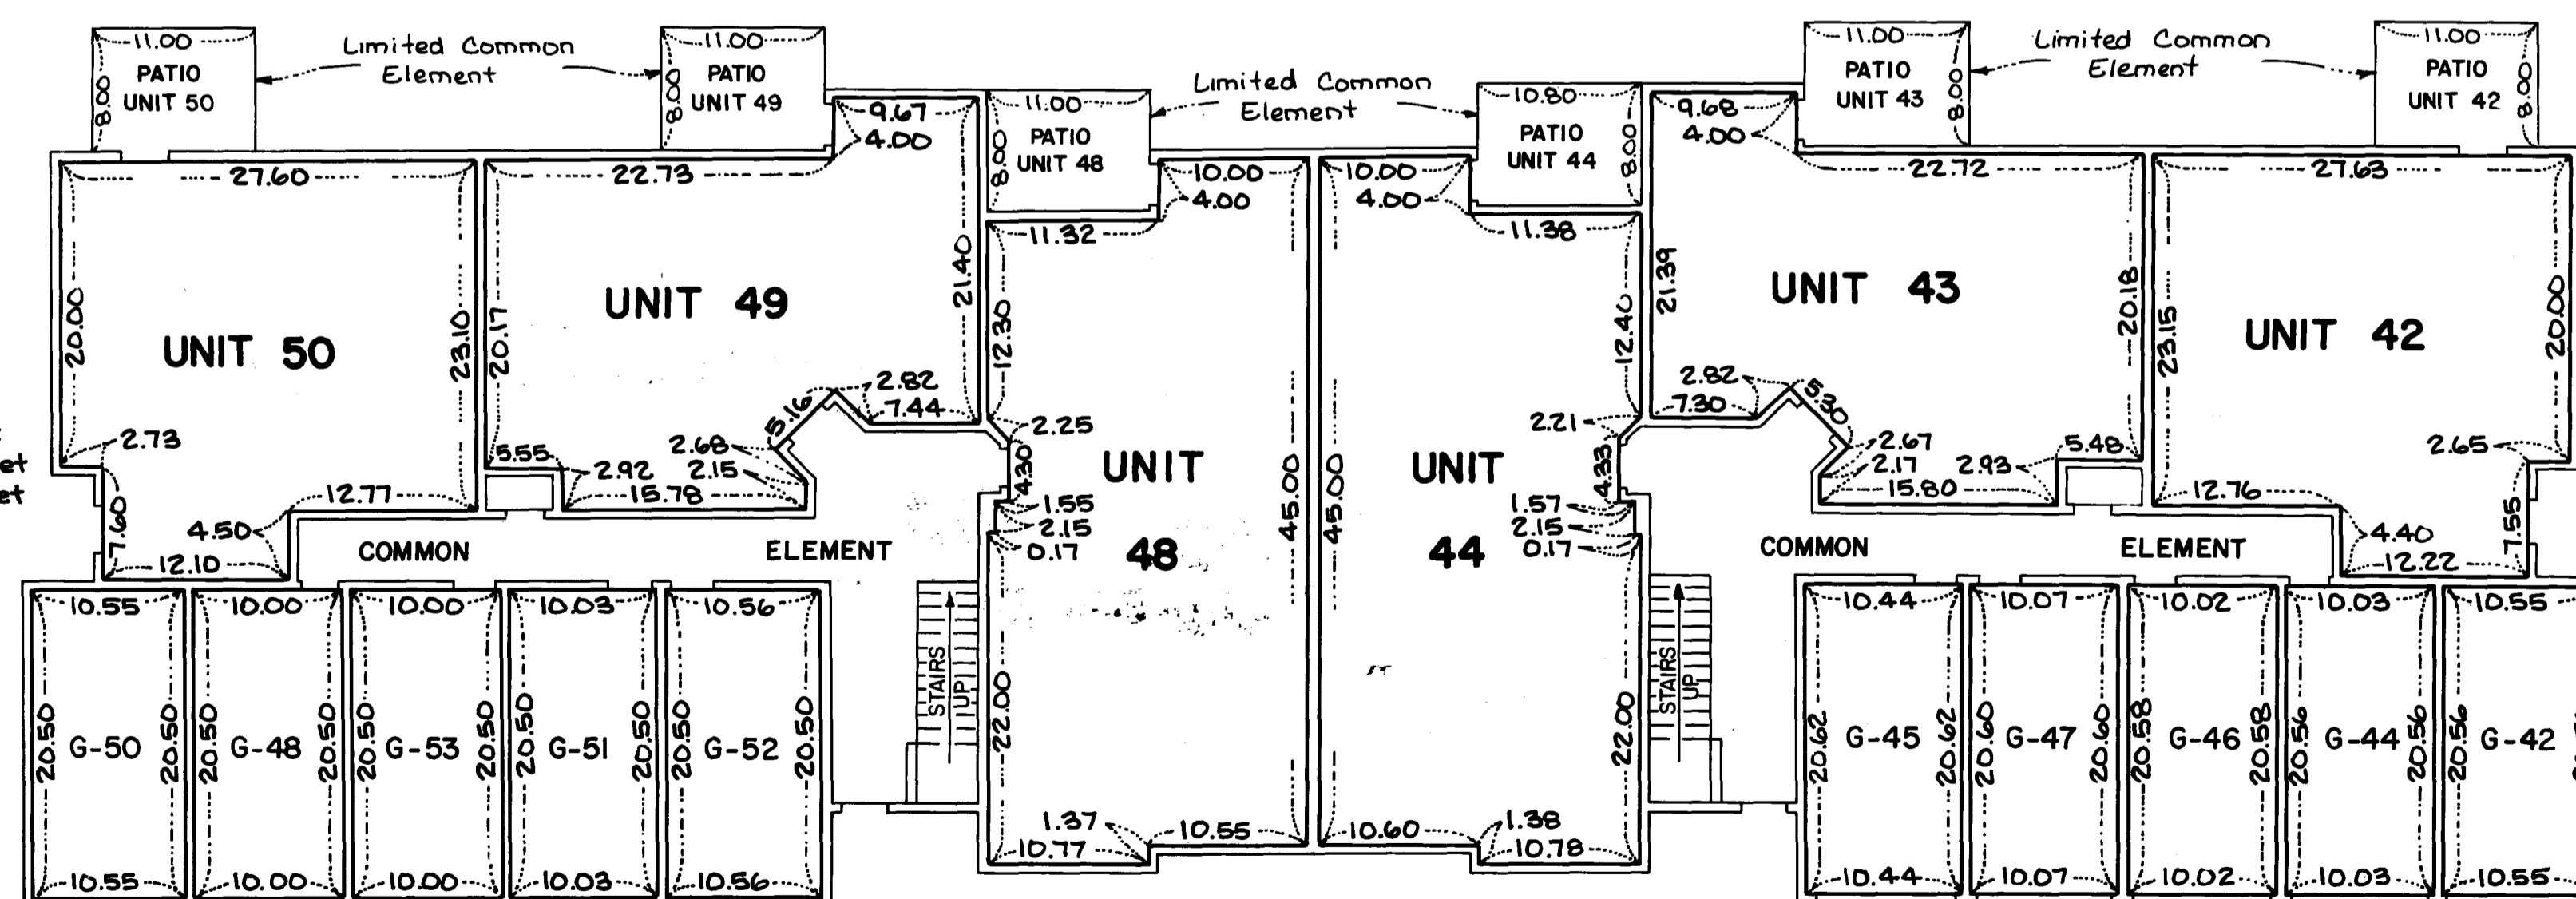 11.00
Limited Common
Element
11.00
11.00
Limited Common
Element
11.00
PATIO
UNIT 50
8.00
PATIO
UNIT 49
8.00
Limited Common
Element
PATIO
UNIT 43
8.00
PATIO
UNIT 42
8.00
9.67
4.00
11.00
PATIO
UNIT 48
8.00
10.80
PATIO
UNIT 44
8.00
9.68
4.00
27.60
22.73
10.00
4.00
10.00
4.00
22.72
27.63
11.32
11.38
20.00
UNIT 50
23.10
20.17
UNIT 49
21.40
12.30
12.40
21.39
UNIT 43
20.18
23.15
UNIT 42
20.00
2.73
7.60
12.77
4.50
12.10
5.55
2.92
15.78
2.68
2.15
5.16
2.82
7.44
2.25
4.30
1.55
2.15
0.17
UNIT
48
45.00
45.00
UNIT
44
2.21
4.33
1.57
2.15
0.17
2.82
7.30
5.30
2.67
2.17
15.80
2.93
5.48
12.76
2.65
7.55
4.40
12.22
et
et
COMMON ELEMENT
COMMON ELEMENT
10.55
10.00
10.00
10.03
10.56
10.44
10.07
10.02
10.03
10.55
20.50
G-50
20.50
20.50
G-48
20.50
20.50
G-53
20.50
20.50
G-51
20.50
20.50
G-52
20.50
STAIRS
UP
22.00
22.00
STAIRS
UP
20.62
G-45
20.62
20.60
G-47
20.60
20.58
G-46
20.58
20.56
G-44
20.56
20.56
G-42
1.37
10.77
10.55
10.60
1.38
10.78
10.55
10.00
10.00
10.03
10.56
10.44
10.07
10.02
10.03
10.55